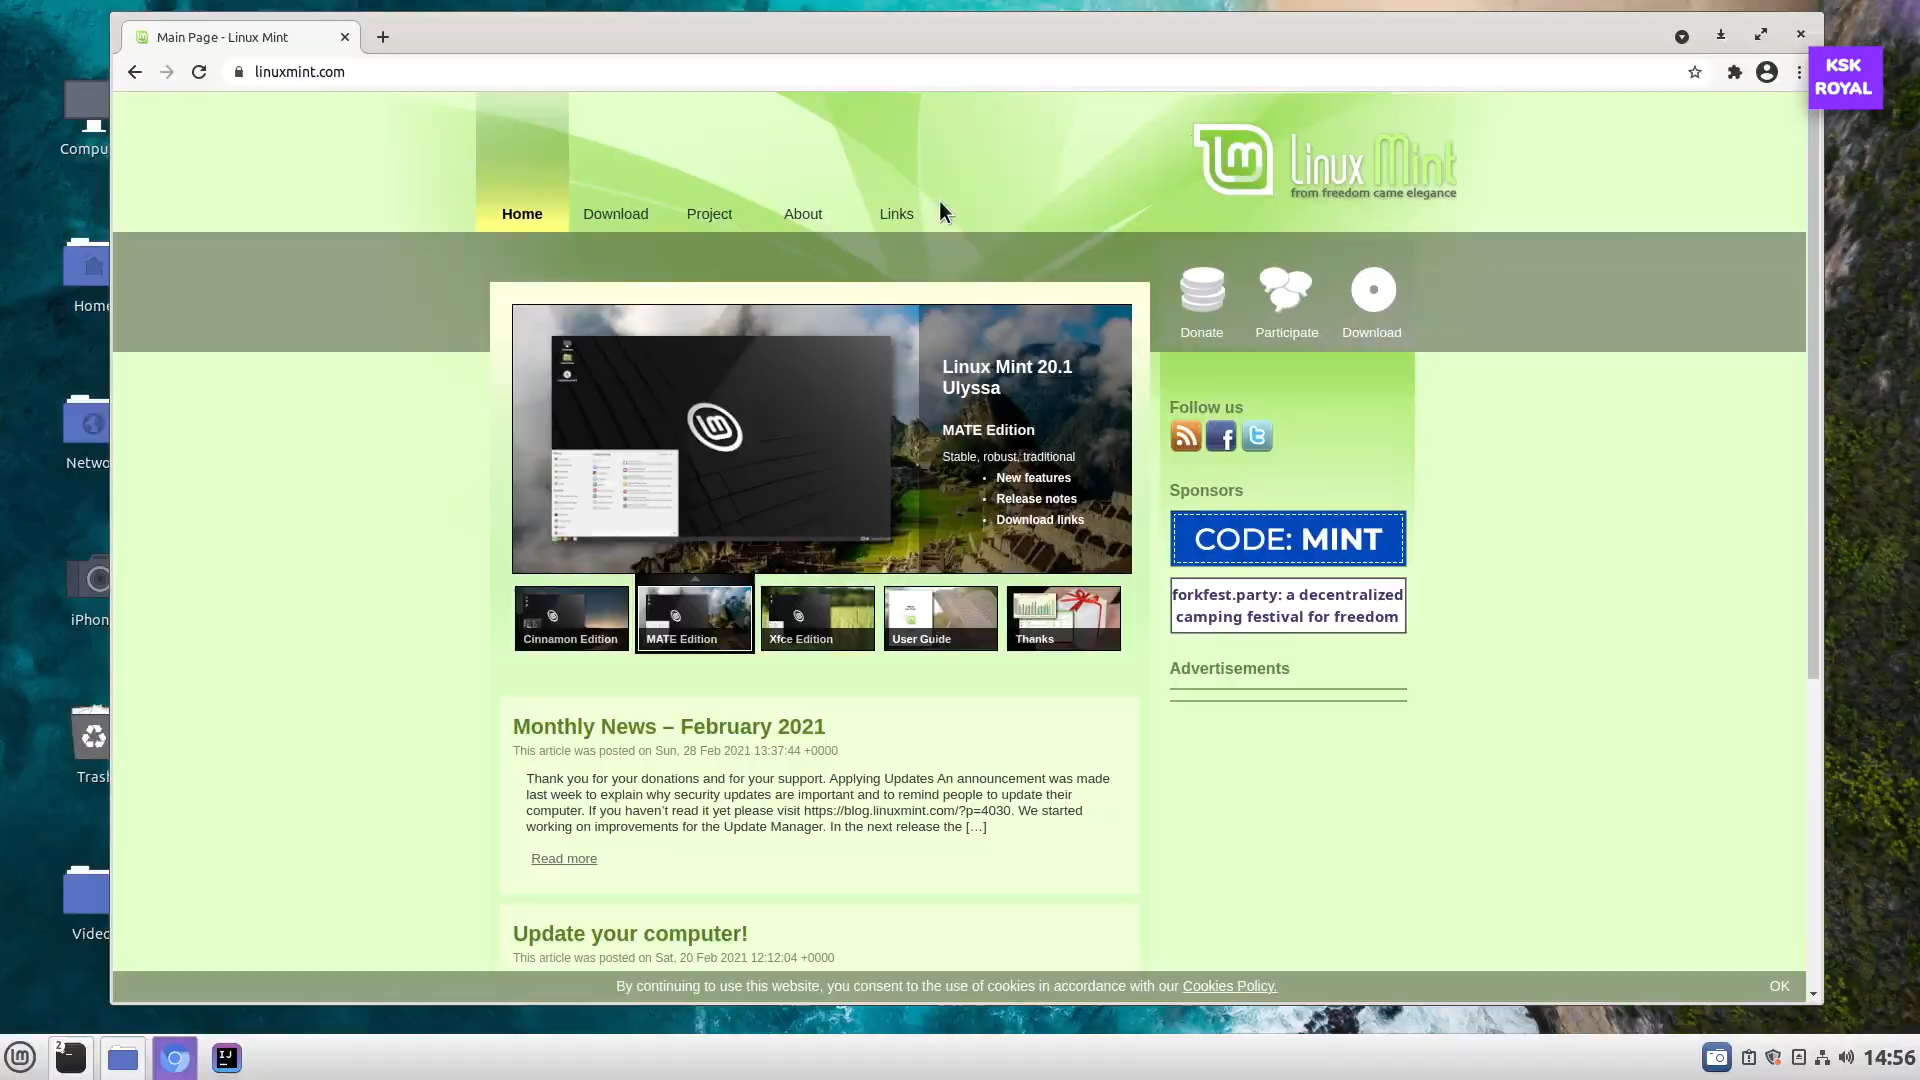 Main Page - Linux Mint
linuxmint.com
KSK
ROYAL
Compu
Home
Netwo
iPhon
Trash
Video
Linux Mint
from freedom came elegance
Home
Download
Project
About
Links
Donate
Participate
Download
Linux Mint 20.1
Ulyssa
MATE Edition
Stable, robust, traditional
• New features
• Release notes
• Download links
Cinnamon Edition
MATE Edition
Xfce Edition
User Guide
Thanks
Follow us
Sponsors
CODE: MINT
forkfest.party: a decentralized
camping festival for freedom
Advertisements
Monthly News – February 2021
This article was posted on Sun, 28 Feb 2021 13:37:44 +0000
Thank you for your donations and for your support. Applying Updates An announcement was made
last week to explain why security updates are important and to remind people to update their
computer. If you haven't read it yet please visit https://blog.linuxmint.com/?p=4030. We started
working on improvements for the Update Manager. In the next release the […]
Read more
Update your computer!
This article was posted on Sat, 20 Feb 2021 12:12:04 +0000
By continuing to use this website, you consent to the use of cookies in accordance with our Cookies Policy.
OK
2
IJ
14:56